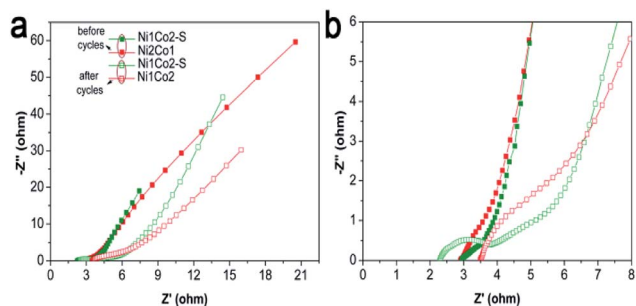 a
60
50
40
30
20
10
0
-Z'' (ohm)
before
cycles
after
cycles
Ni1Co2-S
Ni2Co1
Ni1Co2-S
Ni1Co2
0 3 6 9 12 15 18 21
Z' (ohm)
b
6
5
4
3
2
1
0
-Z'' (ohm)
0 1 2 3 4 5 6 7 8
Z' (ohm)